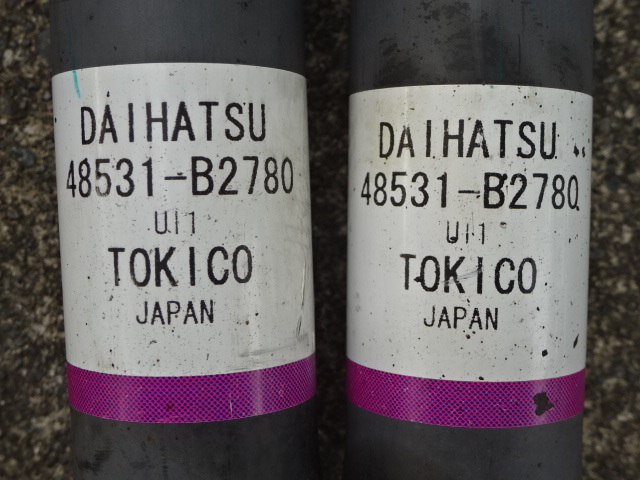 DAIHATSU
48531-B2780
UI1
TOKICO
JAPAN
DAIHATSU
48531-B2780
UI1
TOKICO
JAPAN